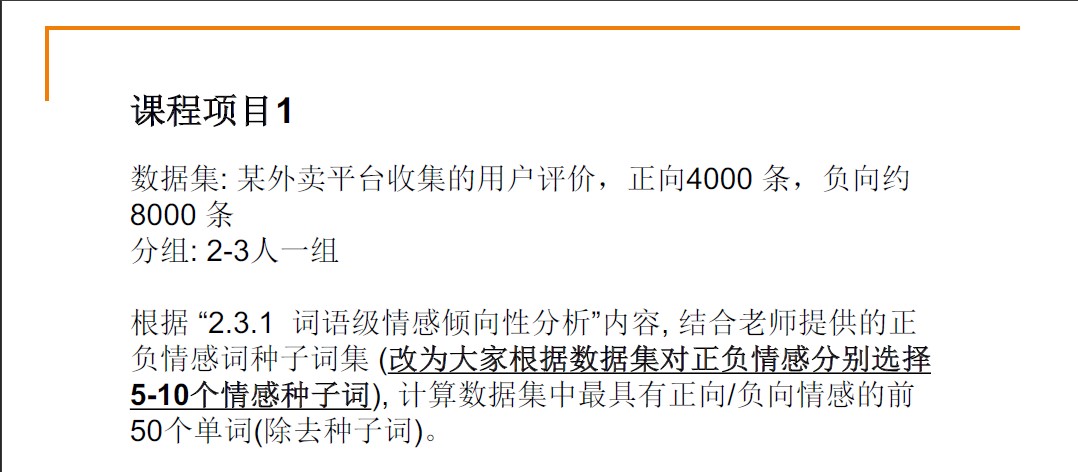 课程项目1
数据集: 某外卖平台收集的用户评价，正向4000 条，负向约
8000 条
分组: 2-3人一组
根据 “2.3.1 词语级情感倾向性分析”内容, 结合老师提供的正
负情感词种子词集 (改为大家根据数据集对正负情感分别选择
5-10个情感种子词), 计算数据集中最具有正向/负向情感的前
50个单词(除去种子词)。